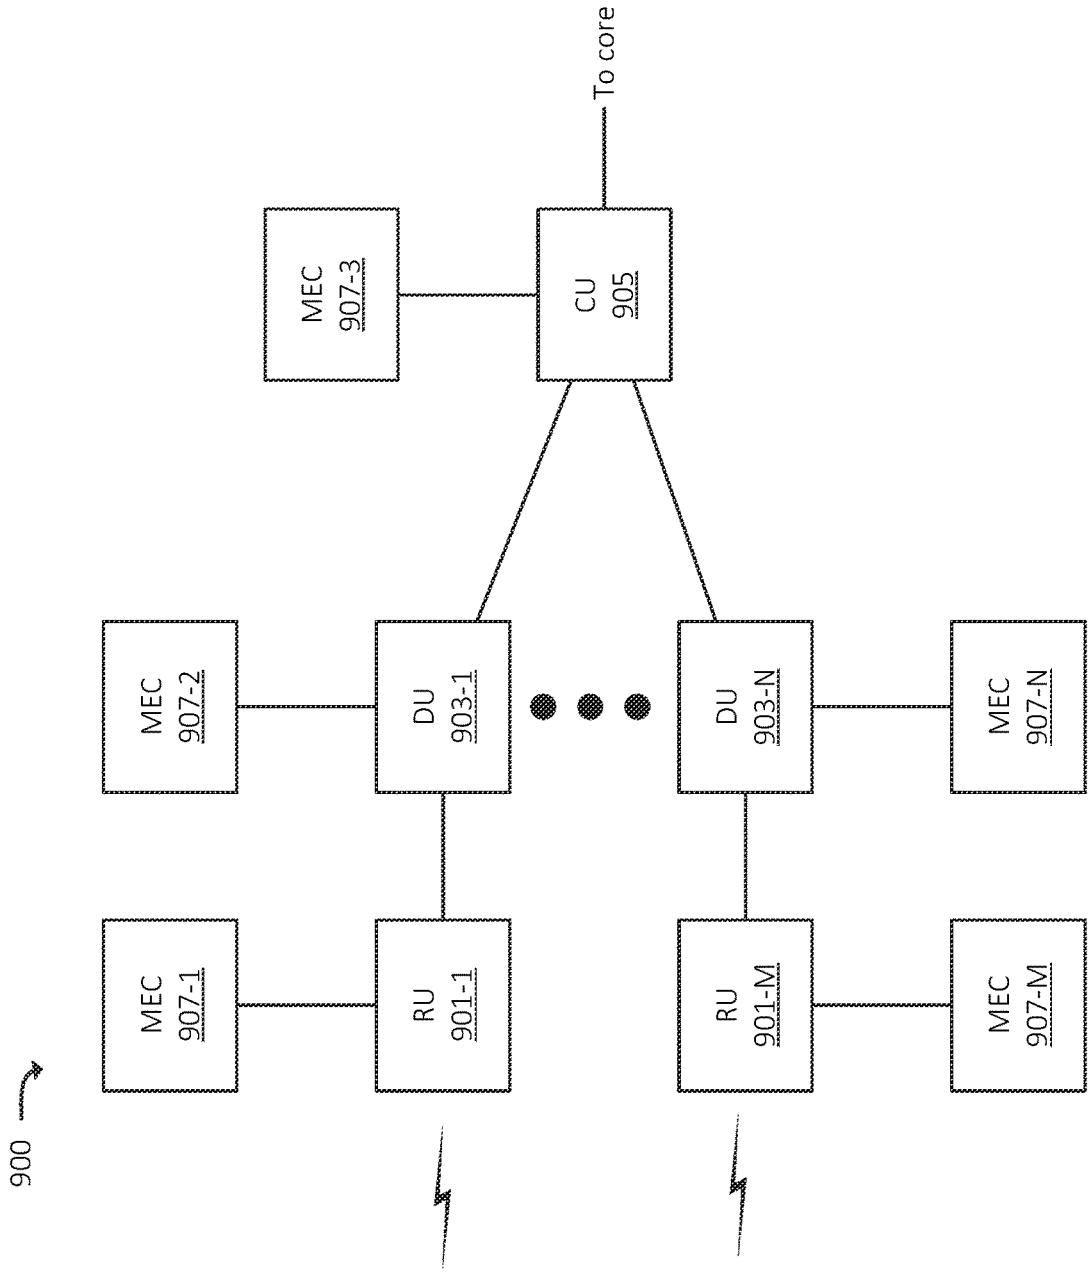 900
MEC
907-1
MEC
907-2
MEC
907-3
RU
901-1
DU
903-1
CU
905
To core
RU
901-M
DU
903-N
MEC
907-M
MEC
907-N